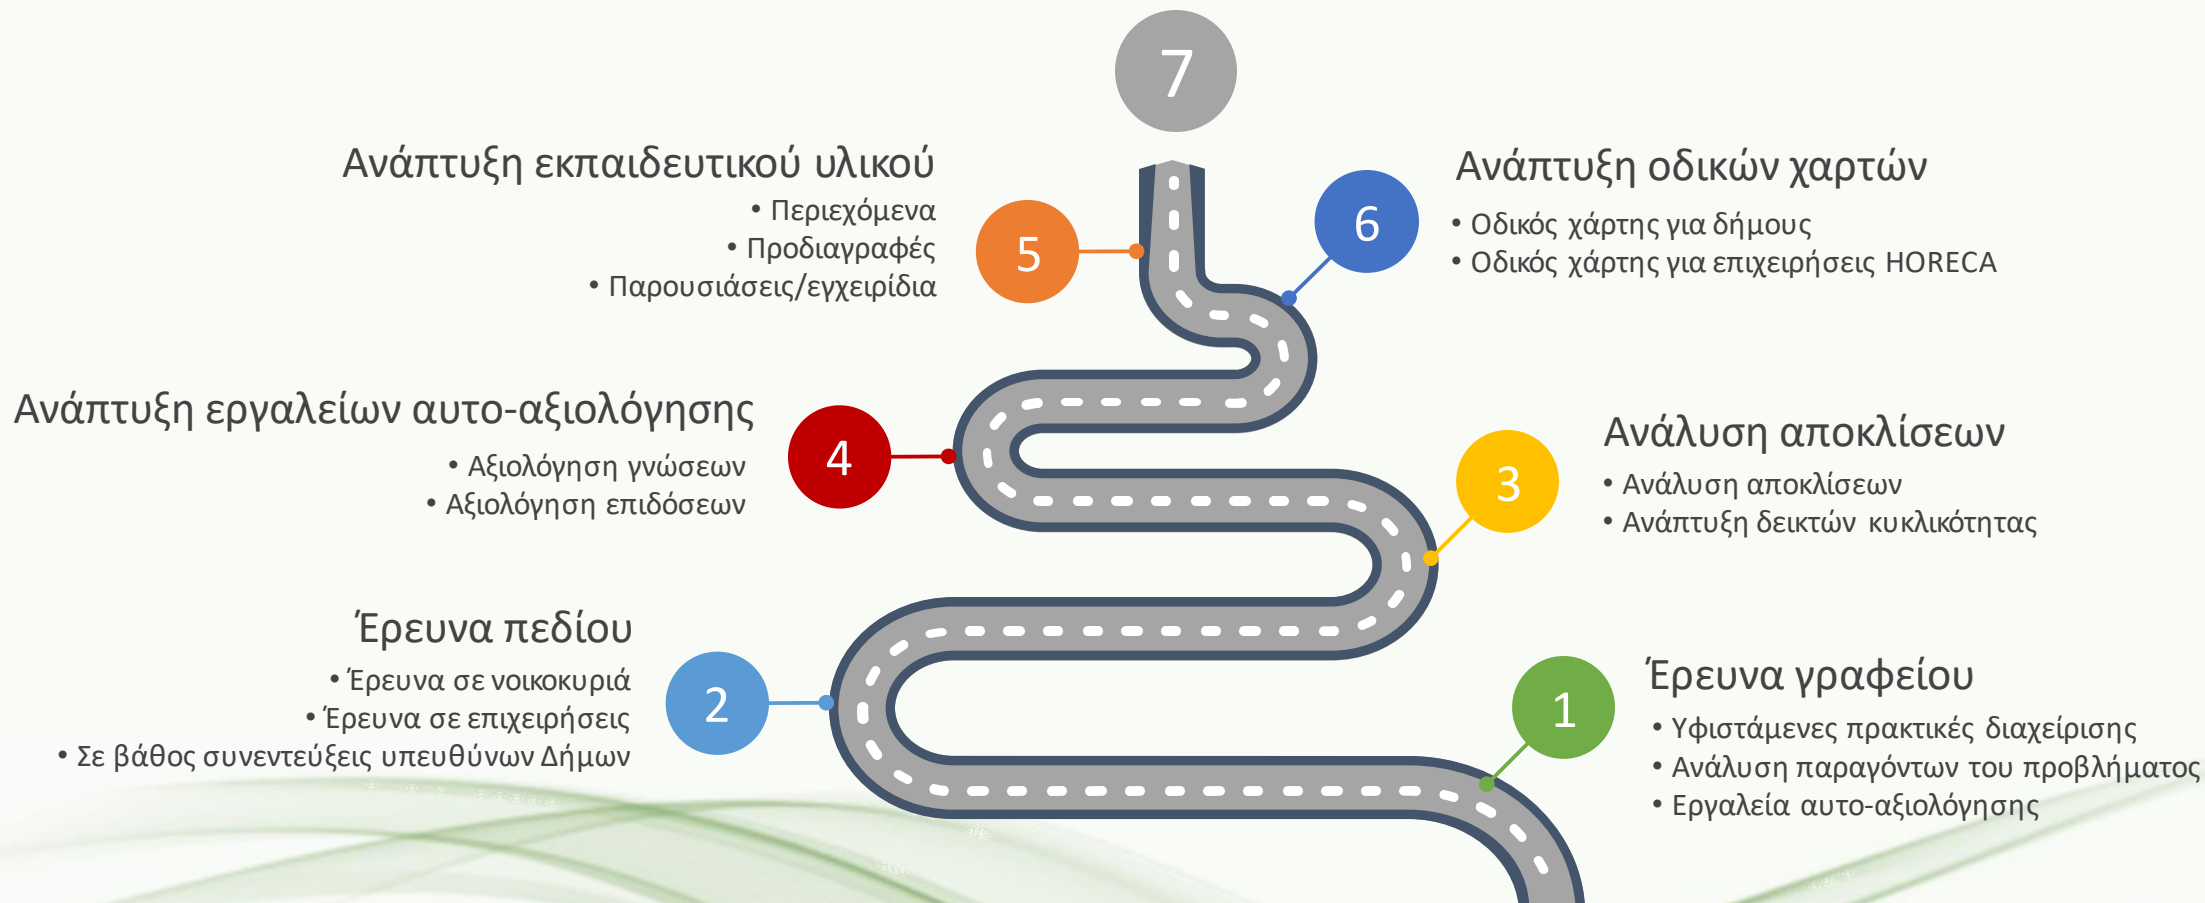 7
Ανάπτυξη εκπαιδευτικού υλικού
• Περιεχόμενα
• Προδιαγραφές
• Παρουσιάσεις/εγχειρίδια
5
6
Ανάπτυξη οδικών χαρτών
• Οδικός χάρτης για δήμους
• Οδικός χάρτης για επιχειρήσεις HORECA
Ανάπτυξη εργαλείων αυτο-αξιολόγησης
• Αξιολόγηση γνώσεων
• Αξιολόγηση επιδόσεων
4
3
Ανάλυση αποκλίσεων
• Ανάλυση αποκλίσεων
• Ανάπτυξη δεικτών κυκλικότητας
Έρευνα πεδίου
• Έρευνα σε νοικοκυριά
• Έρευνα σε επιχειρήσεις
• Σε βάθος συνεντεύξεις υπευθύνων Δήμων
2
1
Έρευνα γραφείου
• Υφιστάμενες πρακτικές διαχείρισης
• Ανάλυση παραγόντων του προβλήματος
• Εργαλεία αυτο-αξιολόγησης